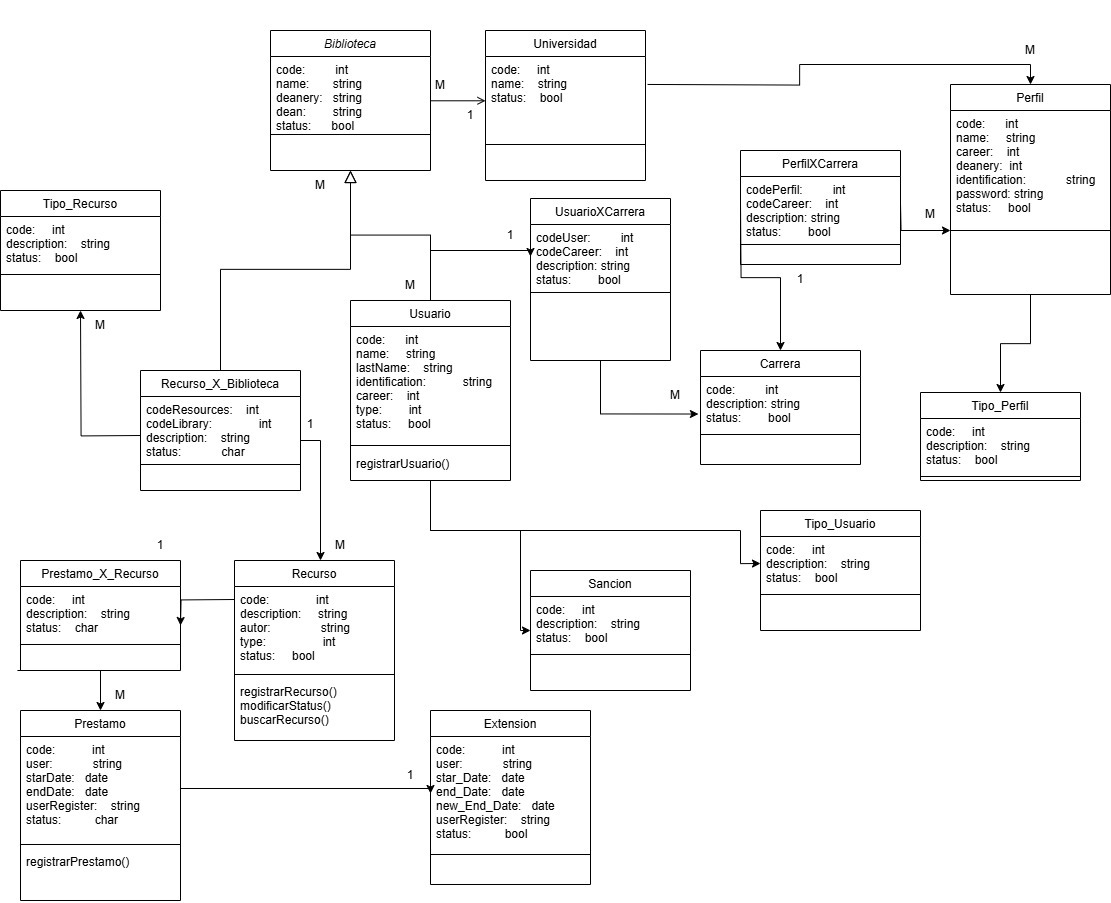 Biblioteca
code: int
name: string
deanery: string
dean: string
status: bool
M
1
Universidad
code: int
name: string
status: bool
M
Perfil
code: int
name: string
career: int
deanery: int
identification: string
password: string
status: bool
PerfilXCarrera
codePerfil: int
codeCareer: int
description: string
status: bool
M
1
M
Tipo_Recurso
code: int
description: string
status: bool
M
UsuarioXCarrera
codeUser: int
codeCareer: int
description: string
status: bool
1
M
M
Usuario
code: int
name: string
lastName: string
identification: string
career: int
type: int
status: bool
registrarUsuario()
Carrera
code: int
description: string
status: bool
Recurso_X_Biblioteca
codeResources: int
codeLibrary: int
description: string
status: char
1
M
Tipo_Perfil
code: int
description: string
status: bool
Tipo_Usuario
code: int
description: string
status: bool
1
Prestamo_X_Recurso
code: int
description: string
status: char
M
Recurso
code: int
description: string
autor: string
type: int
status: bool
registrarRecurso()
modificarStatus()
buscarRecurso()
Sancion
code: int
description: string
status: bool
Prestamo
code: int
user: string
starDate: date
endDate: date
userRegister: string
status: char
registrarPrestamo()
1
Extension
code: int
user: string
star_Date: date
end_Date: date
new_End_Date: date
userRegister: string
status: bool